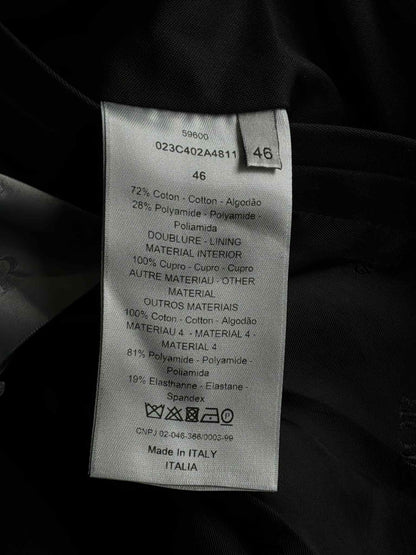 59600
023C402A4811
46
46
72% Coton - Cotton - Algodão
28% Polyamide - Polyamide -
Poliamida
DOUBLURE - LINING
MATERIAL INTERIOR
100% Cupro - Cupro - Cupro
AUTRE MATERIAU - OTHER
MATERIAL
OUTROS MATERIAIS
100% Coton - Cotton - Algodão
MATERIAU 4 - MATERIAL 4 -
MATERIAL 4
81% Polyamide - Polyamide -
Poliamida
19% Elasthanne - Elastane -
Spandex
CNPJ 02-046-386/0003-99
Made In ITALY
ITALIA